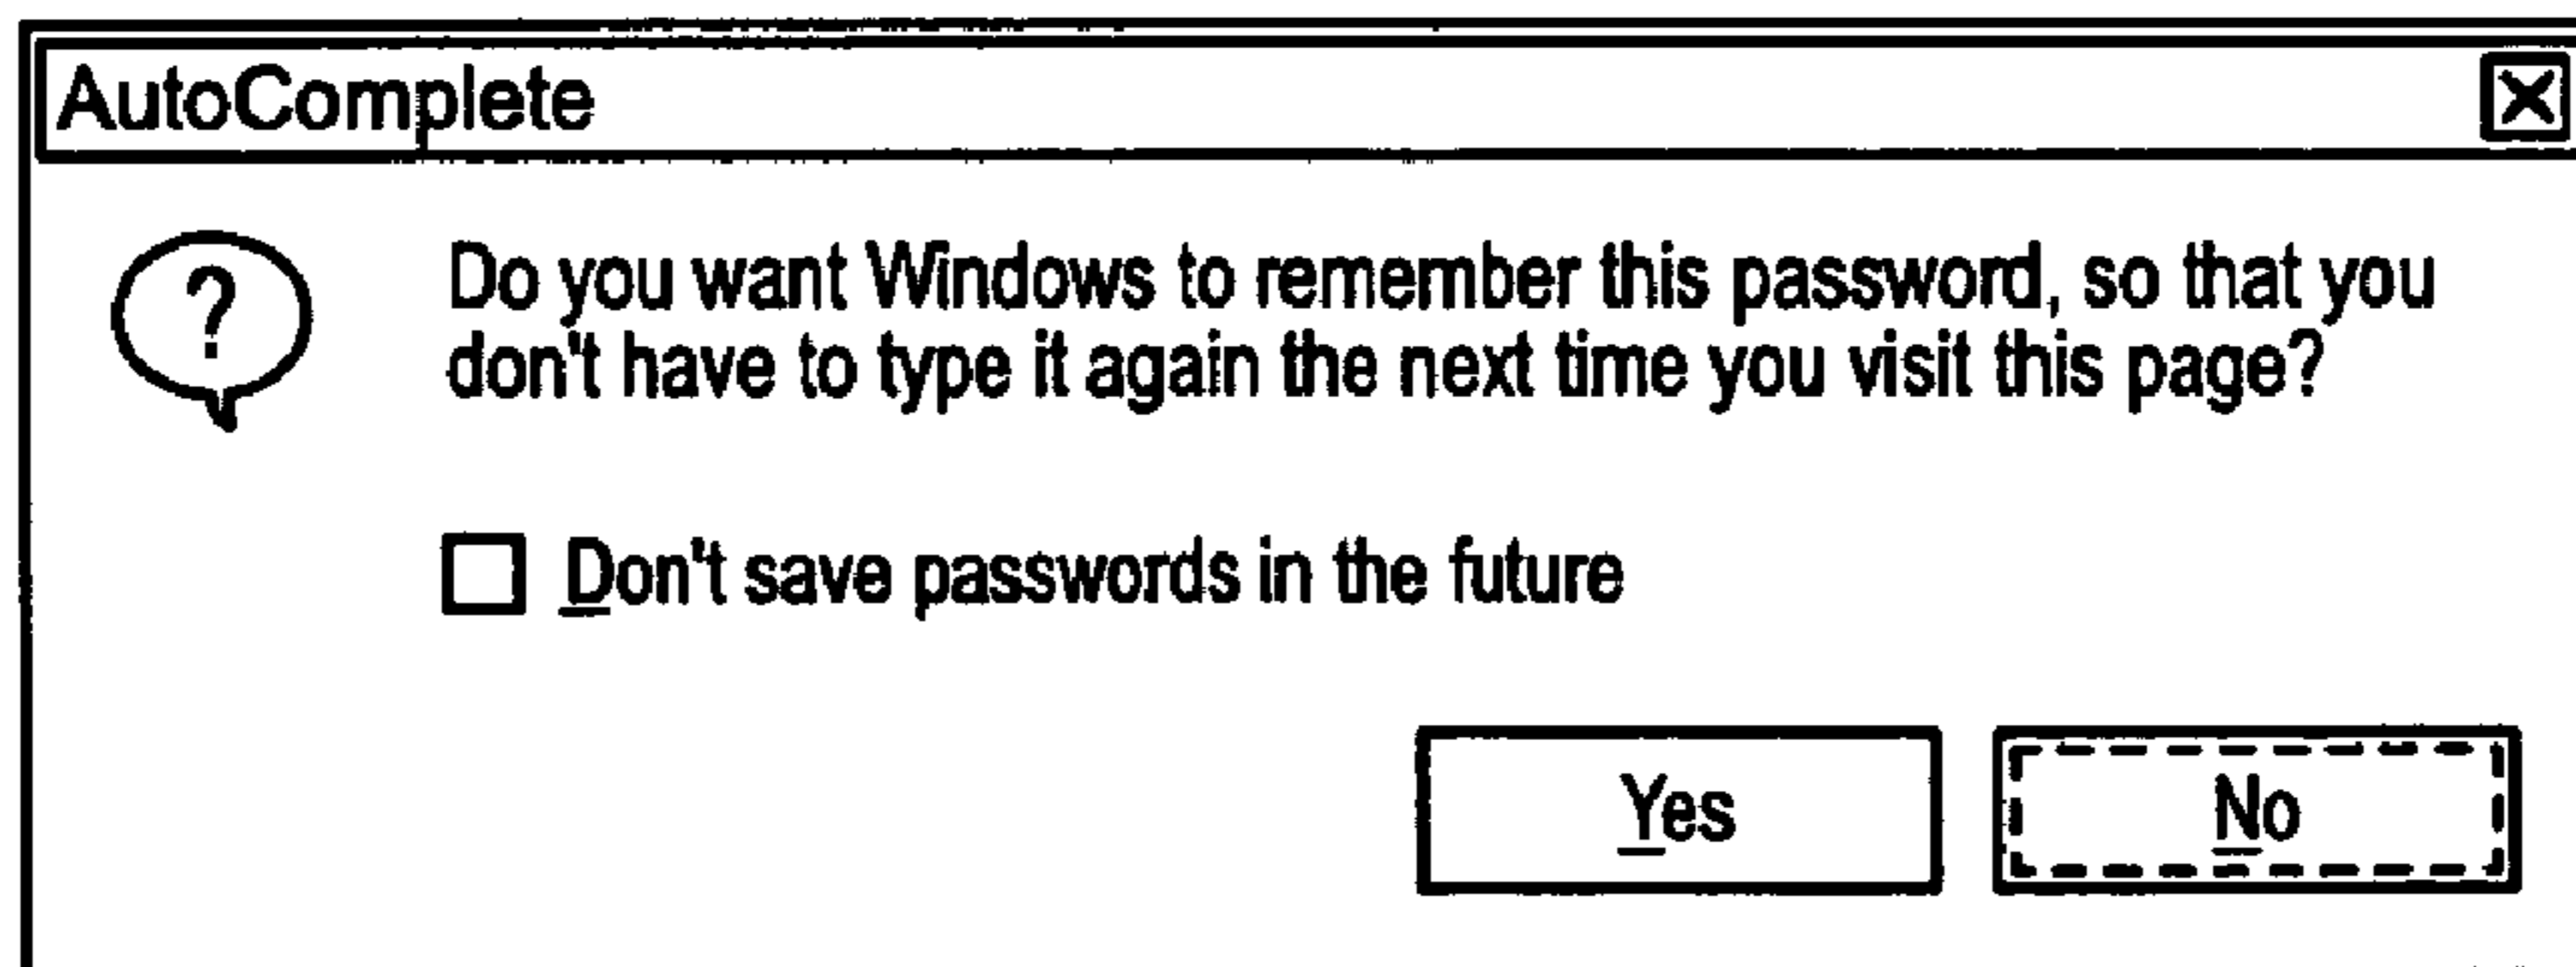 AutoComplete
?
Do you want Windows to remember this password, so that you
don't have to type it again the next time you visit this page?
Don't save passwords in the future
Yes No